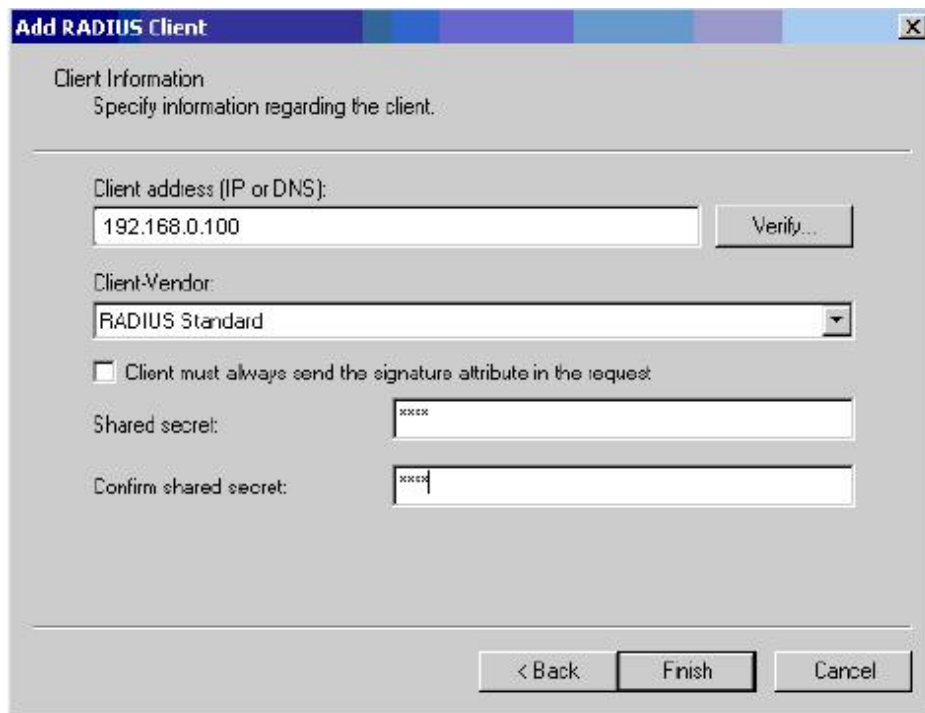 Add RADIUS Client
Client Information
Specify information regarding the client.
Client address (IP or DNS):
192.168.0.100
Verify...
Client-Vendor:
RADIUS Standard
Client must always send the signature attribute in the request
Shared secret:
xxxx
Confirm shared secret:
xxxx
< Back
Finish
Cancel